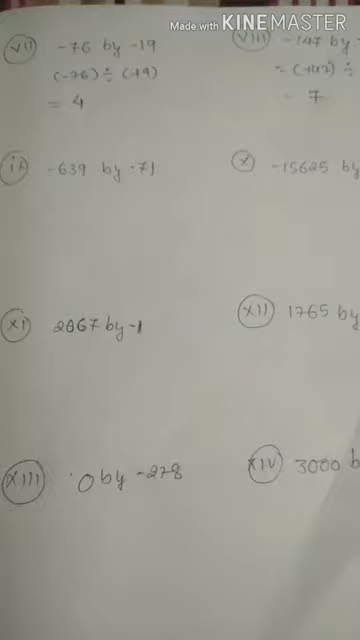 Made with KINEMASTER
vii -76 by -19
(-76) ÷ (-19)
= 4
viii -147 by -
= (-147) ÷
= 7
ix -639 by -71
x -15625 by
xi 2067 by -1
xii 1765 by
xiii 0 by -278
xiv 3000 b